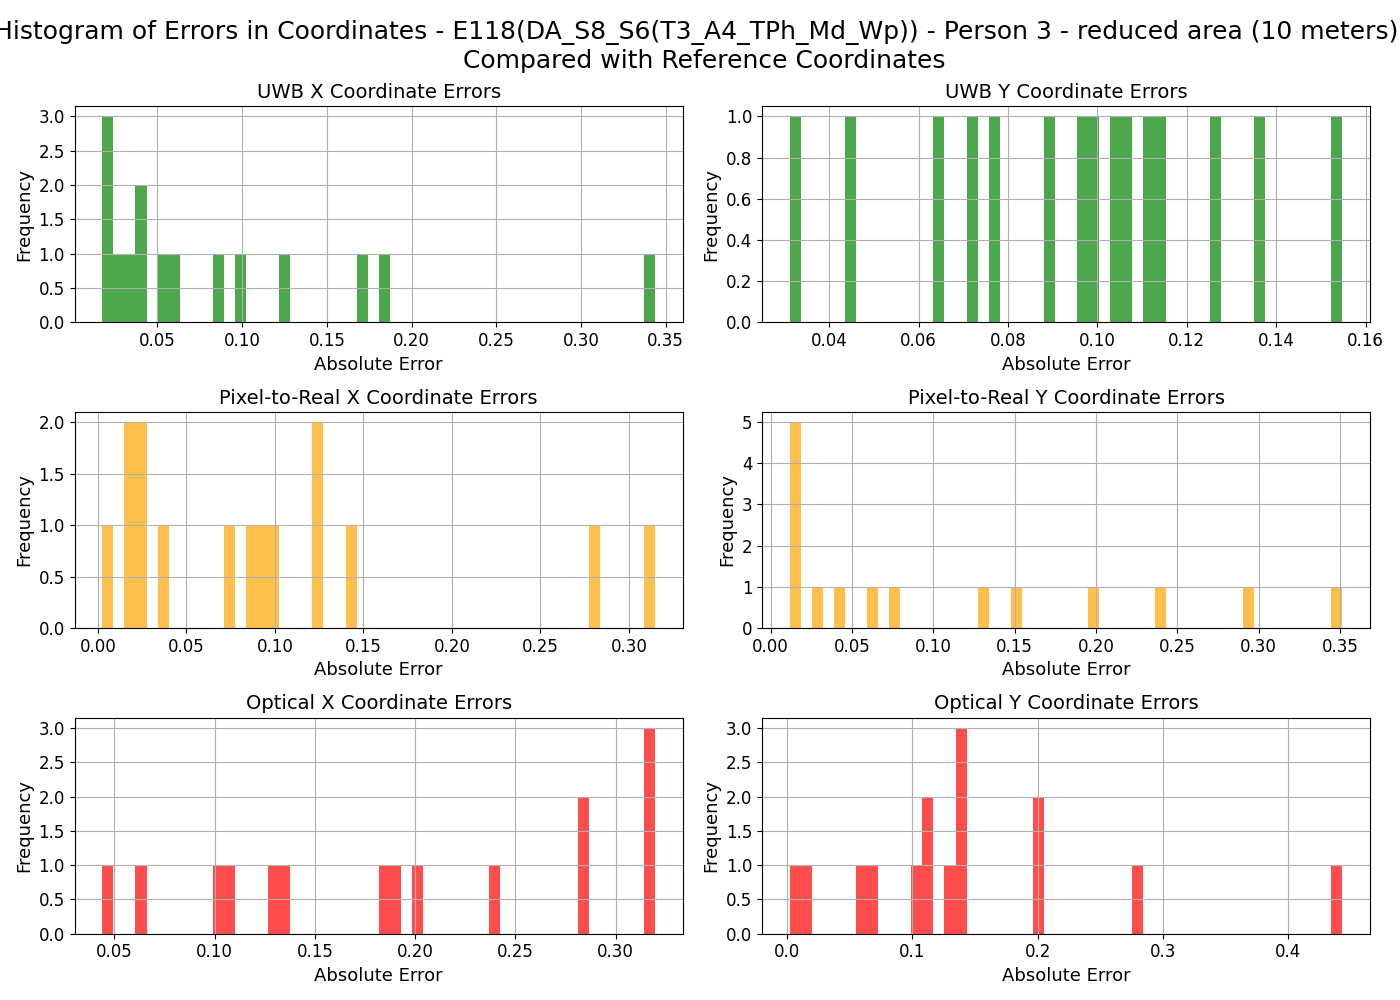 Histogram of Errors in Coordinates - E118(DA_S8_S6(T3_A4_TPh_Md_Wp)) - Person 3 - reduced area (10 meters)
Compared with Reference Coordinates
UWB X Coordinate Errors
Frequency
3.0
2.5
2.0
1.5
1.0
0.5
0.0
0.05 0.10 0.15 0.20 0.25 0.30 0.35
Absolute Error
UWB Y Coordinate Errors
Frequency
1.0
0.8
0.6
0.4
0.2
0.0
0.04 0.06 0.08 0.10 0.12 0.14 0.16
Absolute Error
Pixel-to-Real X Coordinate Errors
Frequency
2.0
1.5
1.0
0.5
0.0
0.00 0.05 0.10 0.15 0.20 0.25 0.30
Absolute Error
Pixel-to-Real Y Coordinate Errors
Frequency
5
4
3
2
1
0
0.00 0.05 0.10 0.15 0.20 0.25 0.30 0.35
Absolute Error
Optical X Coordinate Errors
Frequency
3.0
2.5
2.0
1.5
1.0
0.5
0.0
0.05 0.10 0.15 0.20 0.25 0.30
Absolute Error
Optical Y Coordinate Errors
Frequency
3.0
2.5
2.0
1.5
1.0
0.5
0.0
0.0 0.1 0.2 0.3 0.4
Absolute Error